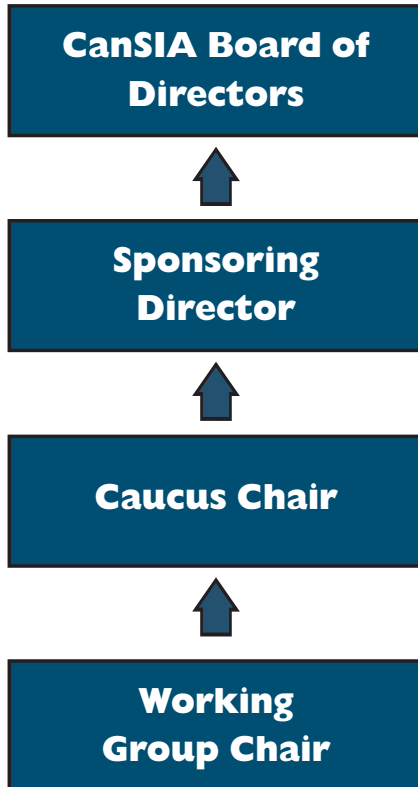 CanSIA Board of
Directors
Sponsoring
Director
Caucus Chair
Working
Group Chair